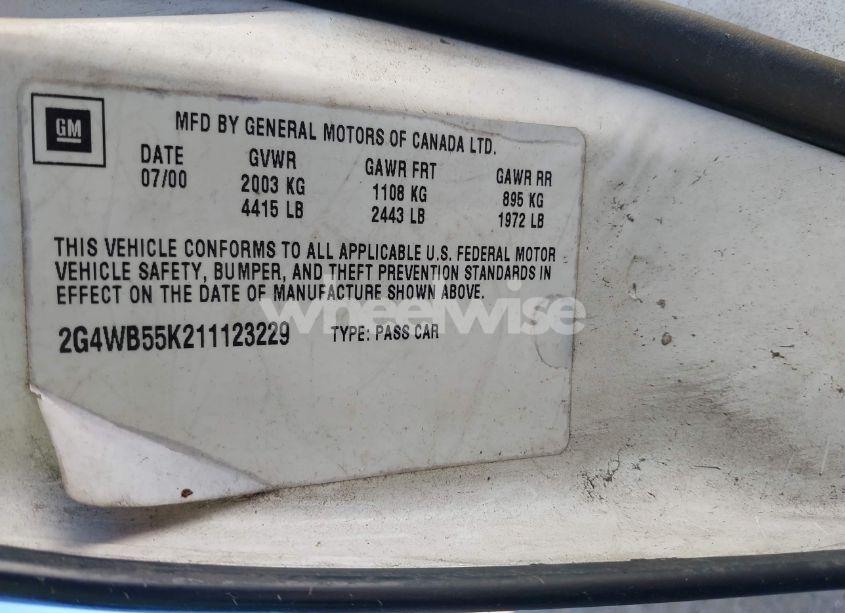 GM
MFD BY GENERAL MOTORS OF CANADA LTD.
DATE GVWR GAWR FRT GAWR RR
07/00 2003 KG 1108 KG 895 KG
4415 LB 2443 LB 1972 LB
THIS VEHICLE CONFORMS TO ALL APPLICABLE U.S. FEDERAL MOTOR
VEHICLE SAFETY, BUMPER, AND THEFT PREVENTION STANDARDS IN
EFFECT ON THE DATE OF MANUFACTURE SHOWN ABOVE.
wheelwise
2G4WB55K211123229 TYPE: PASS CAR